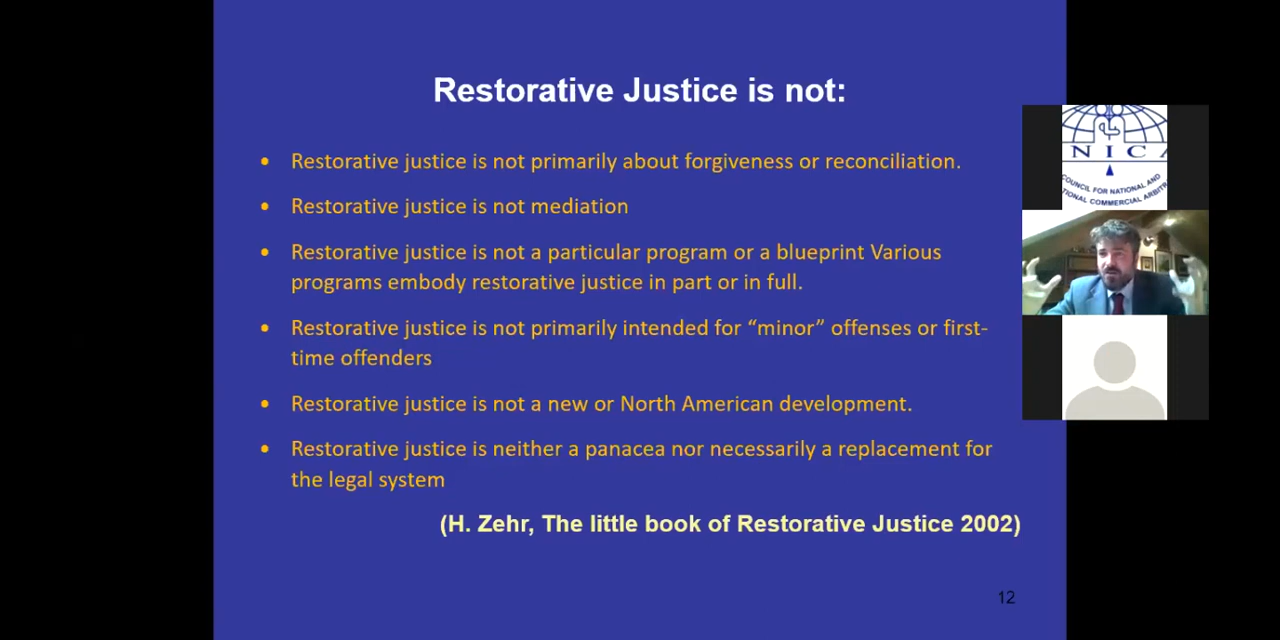 Restorative Justice is not:
• Restorative justice is not primarily about forgiveness or reconciliation.
• Restorative justice is not mediation
• Restorative justice is not a particular program or a blueprint Various
programs embody restorative justice in part or in full.
• Restorative justice is not primarily intended for “minor” offenses or first-
time offenders
• Restorative justice is not a new or North American development.
• Restorative justice is neither a panacea nor necessarily a replacement for
the legal system
(H. Zehr, The little book of Restorative Justice 2002)
12
NIC
COUNCIL FOR NATIONAL AND
TIONAL COMMERCIAL ARBITR